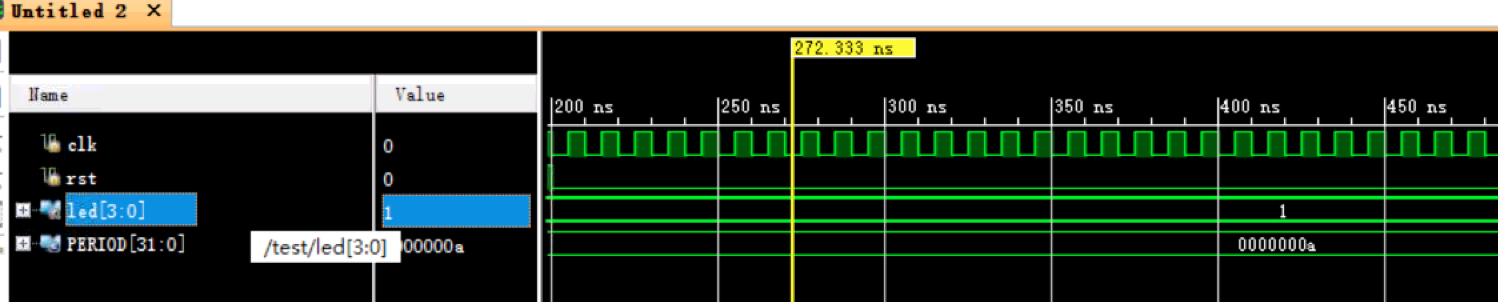 Untitled 2 ×
272.333 ns
Name Value
200 ns 250 ns 300 ns 350 ns 400 ns 450 ns
clk 0
rst 0
led[3:0] 1 1
PERIOD[31:0] 000000a 0000000a
/test/led[3:0]